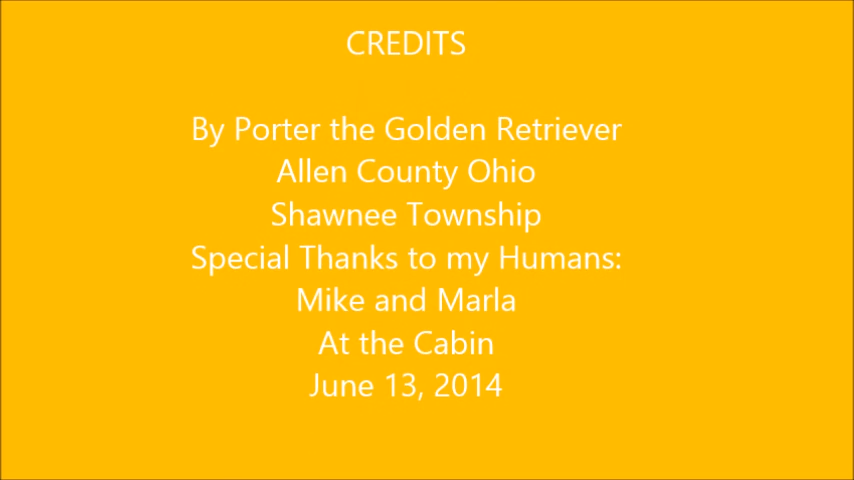 CREDITS
By Porter the Golden Retriever
Allen County Ohio
Shawnee Township
Special Thanks to my Humans:
Mike and Marla
At the Cabin
June 13, 2014